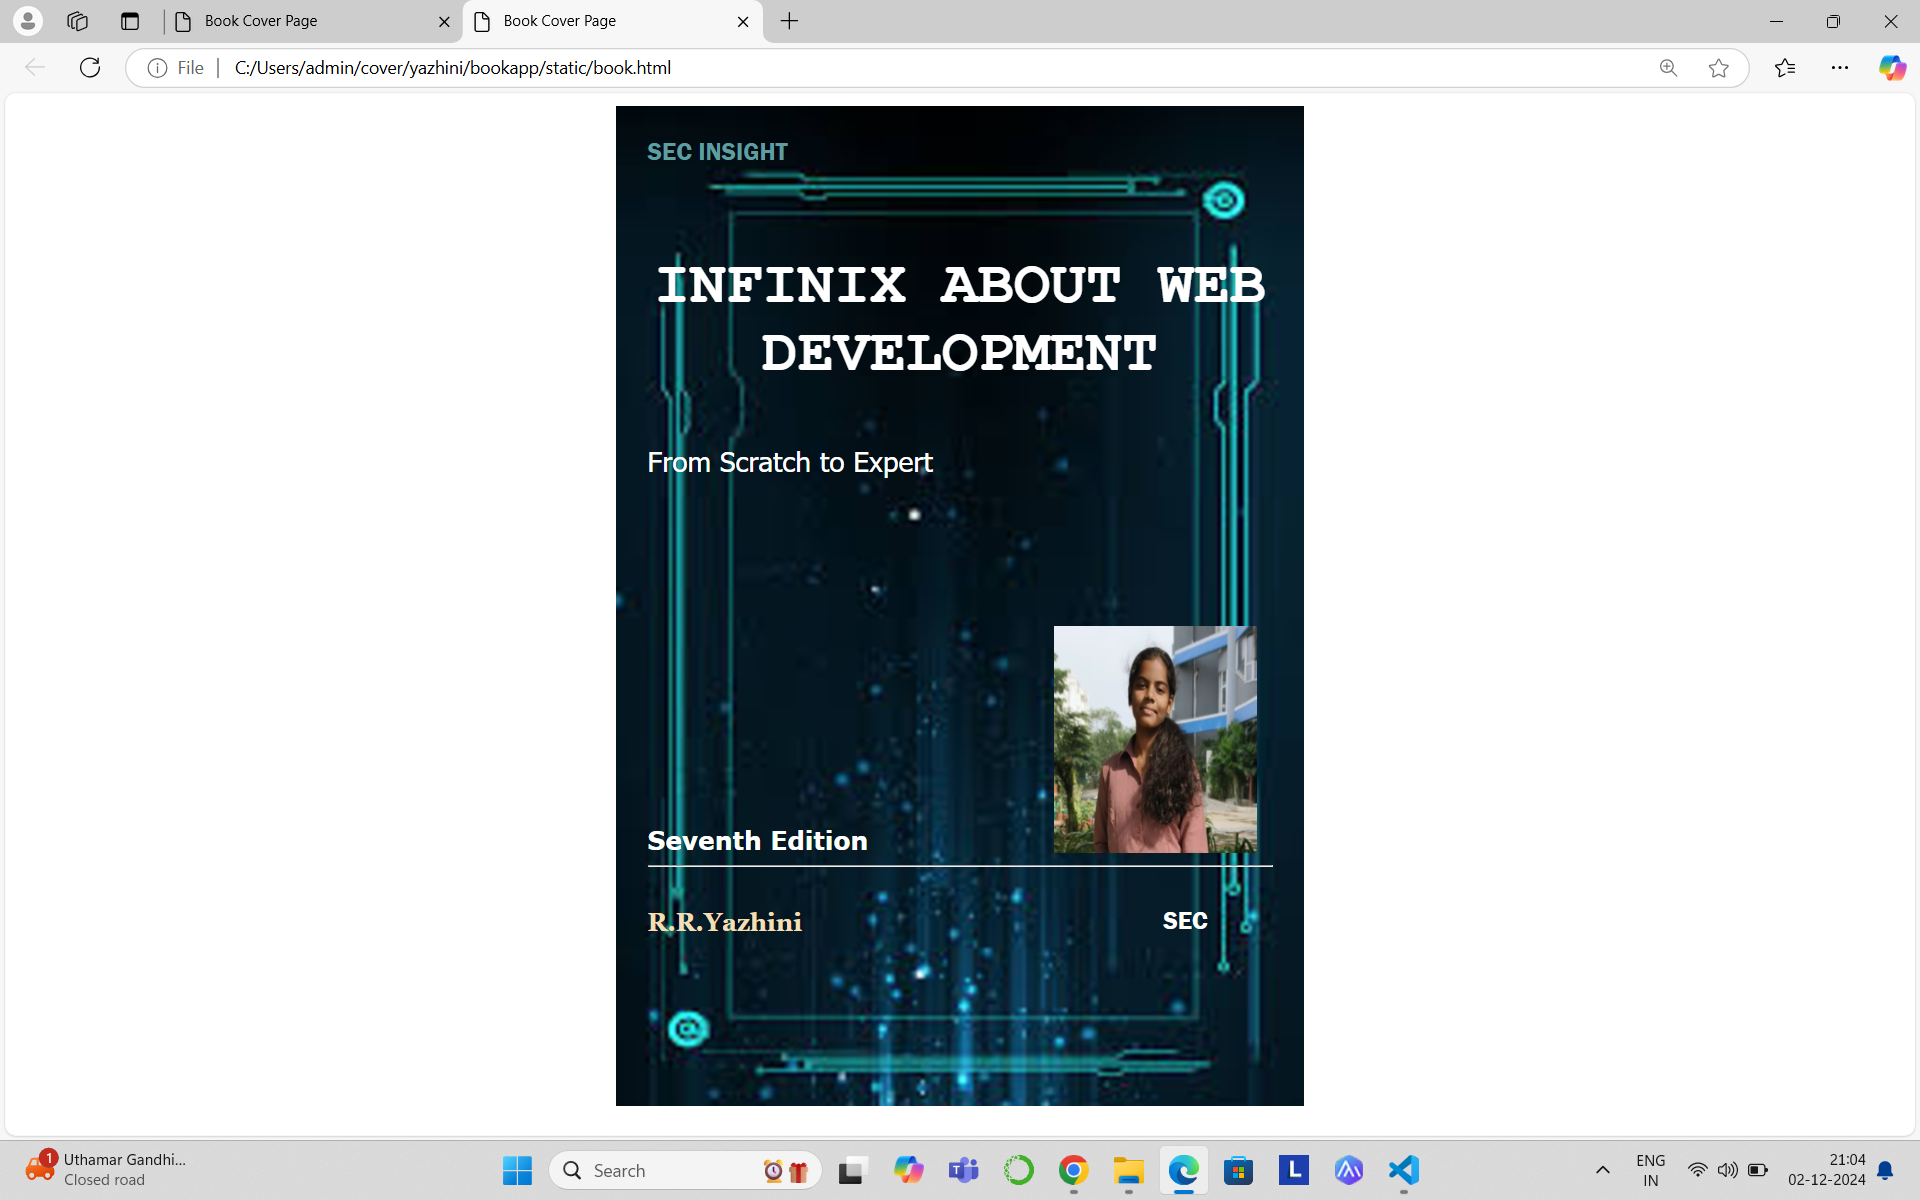 Book Cover Page
Book Cover Page
File
C:/Users/admin/cover/yazhini/bookapp/static/book.html
SEC INSIGHT
INFINIX ABOUT WEB
DEVELOPMENT
From Scratch to Expert
Seventh Edition
R.R.Yazhini
SEC
1
Uthamar Gandhi...
Closed road
Search
L
ENG
IN
21:04
02-12-2024